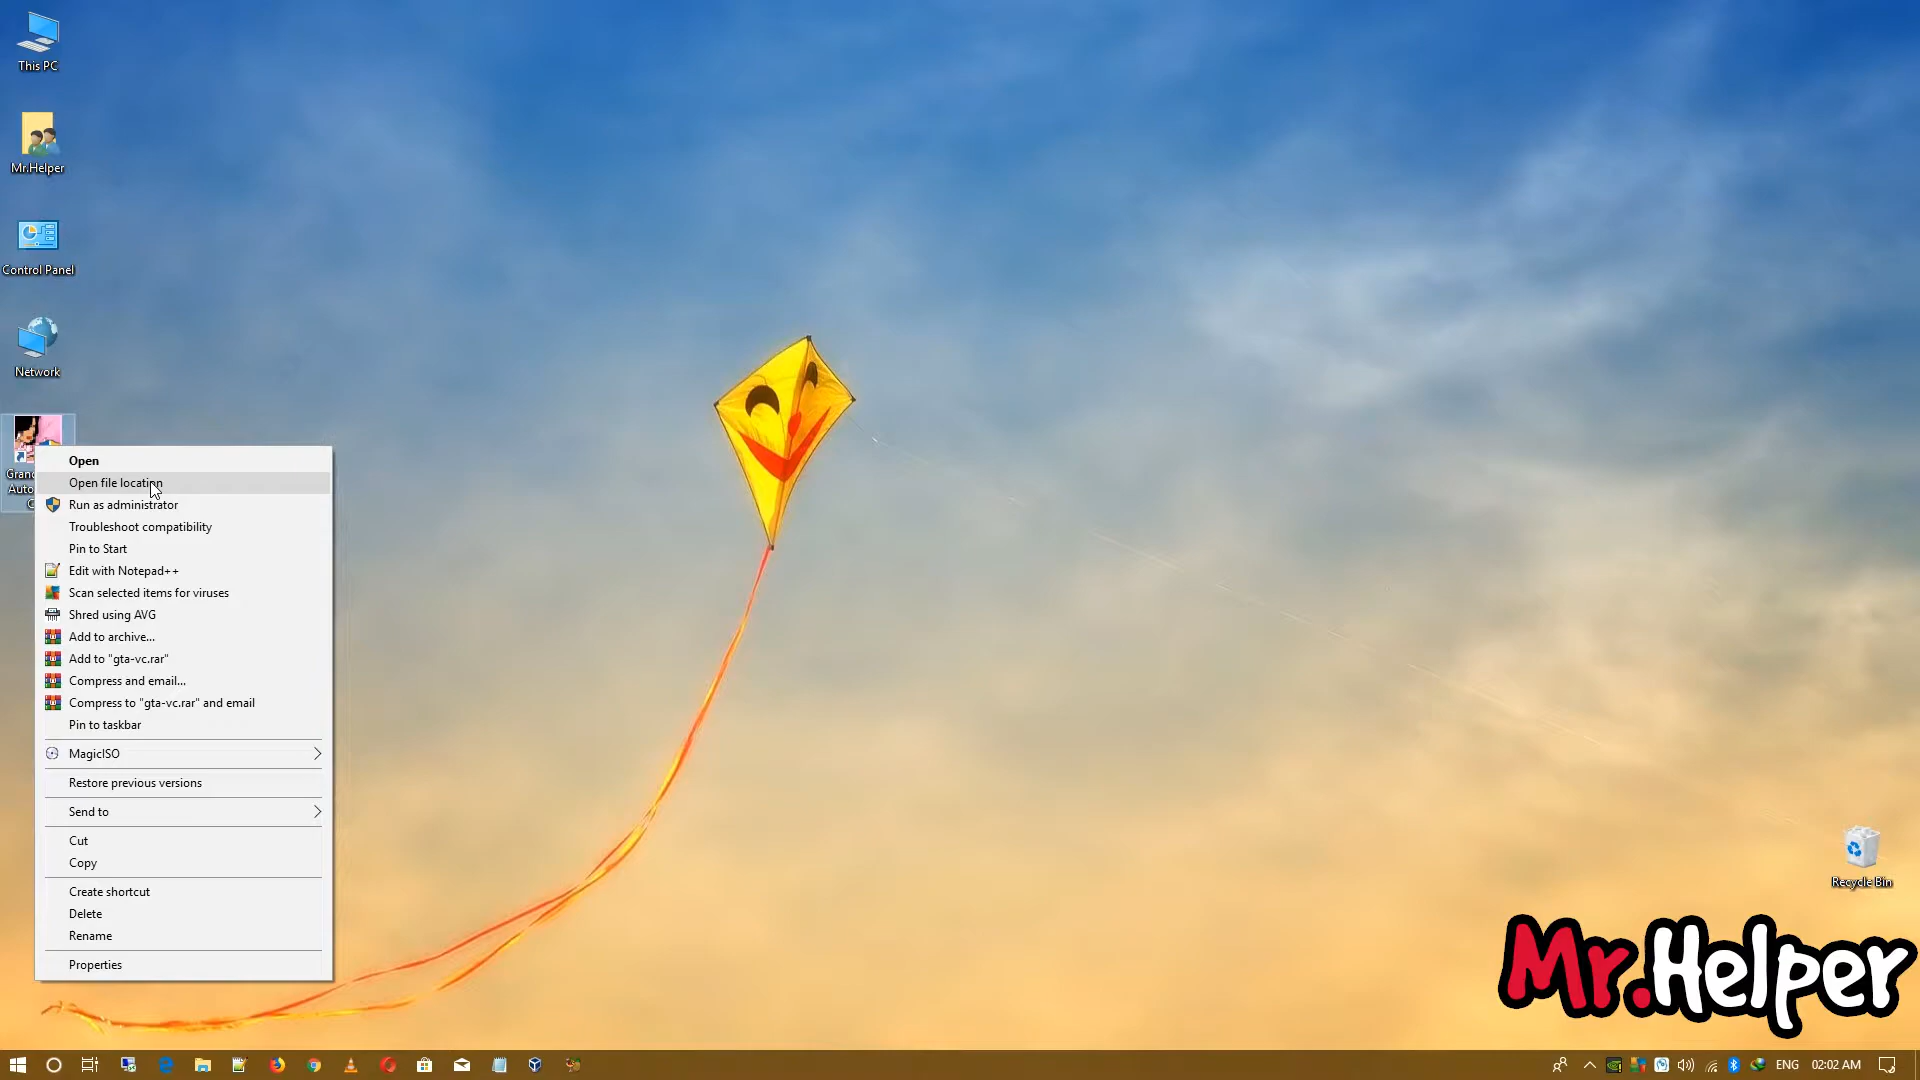 This PC
Mr.Helper
Control Panel
Network
Open
Open file location
Run as administrator
Troubleshoot compatibility
Pin to Start
Edit with Notepad++
Scan selected items for viruses
Shred using AVG
Add to archive...
Add to "gta-vc.rar"
Compress and email...
Compress to "gta-vc.rar" and email
Pin to taskbar
MagicISO
Restore previous versions
Send to
Cut
Copy
Create shortcut
Delete
Rename
Properties
Recycle Bin
Mr.Helper
ENG
02:02 AM